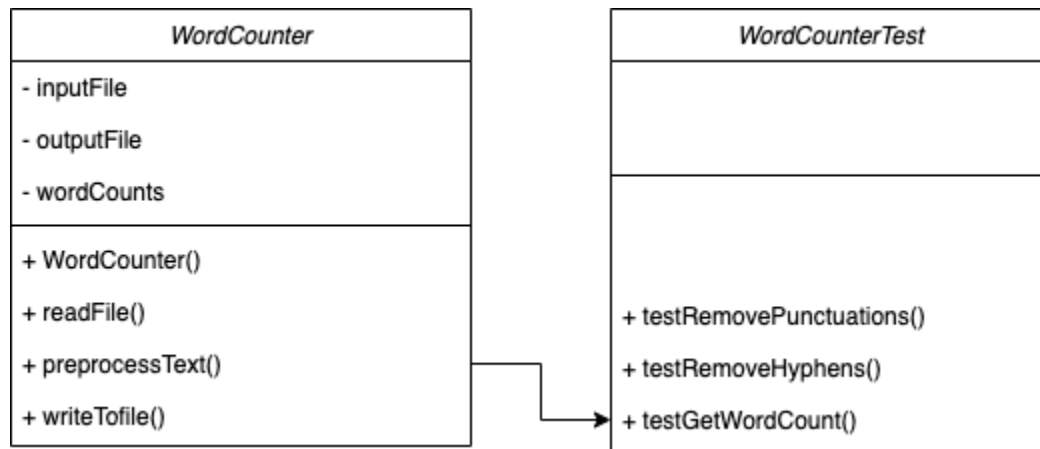 WordCounter
- inputFile
- outputFile
- wordCounts
+ WordCounter()
+ readFile()
+ preprocessText()
+ writeTofile()
WordCounterTest
+ testRemovePunctuations()
+ testRemoveHyphens()
+ testGetWordCount()